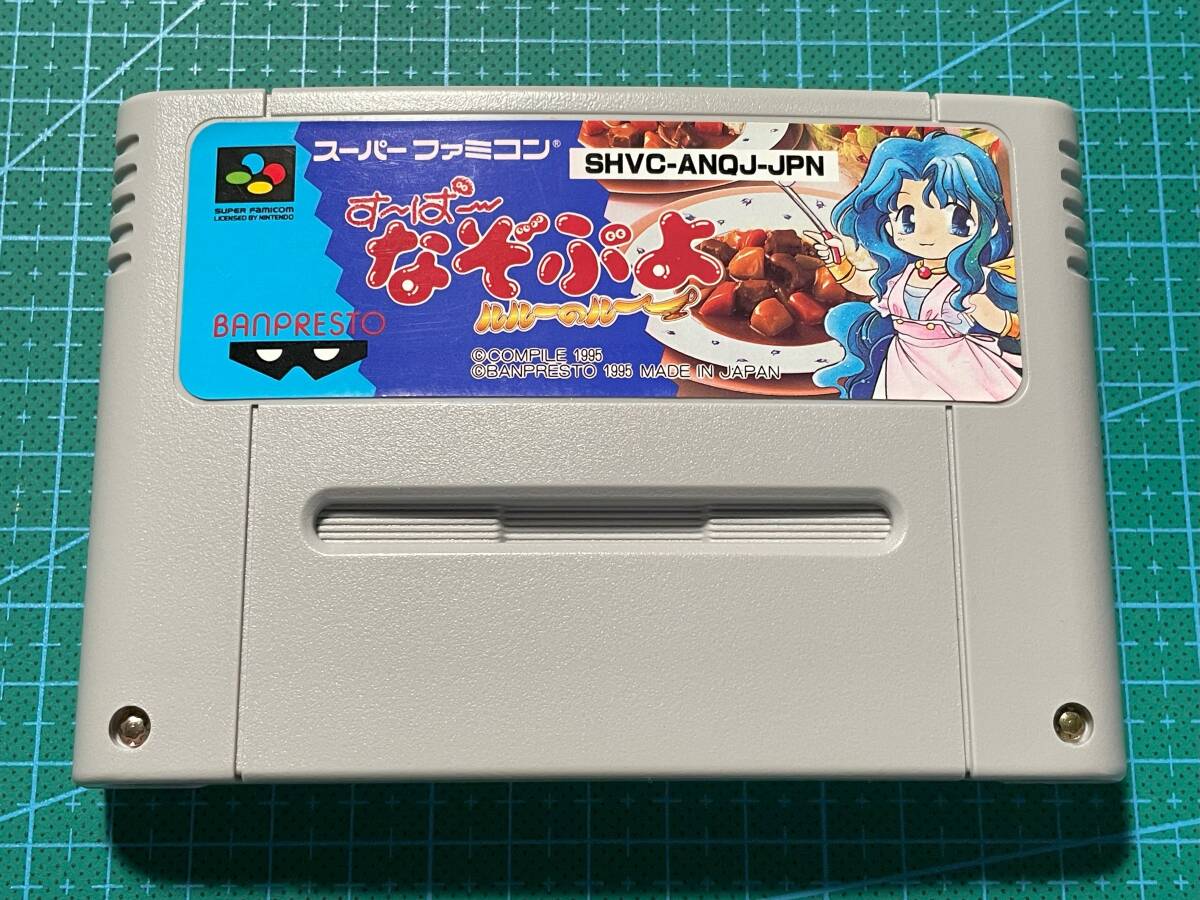 スーパーファミコン®
SHVC-ANQJ-JPN
SUPER FAMICOM
LICENSED BY NINTENDO
す〜ぱ〜
なぞぷよ
ルルーのルー
BANPRESTO
©COMPILE 1995
©BANPRESTO 1995 MADE IN JAPAN